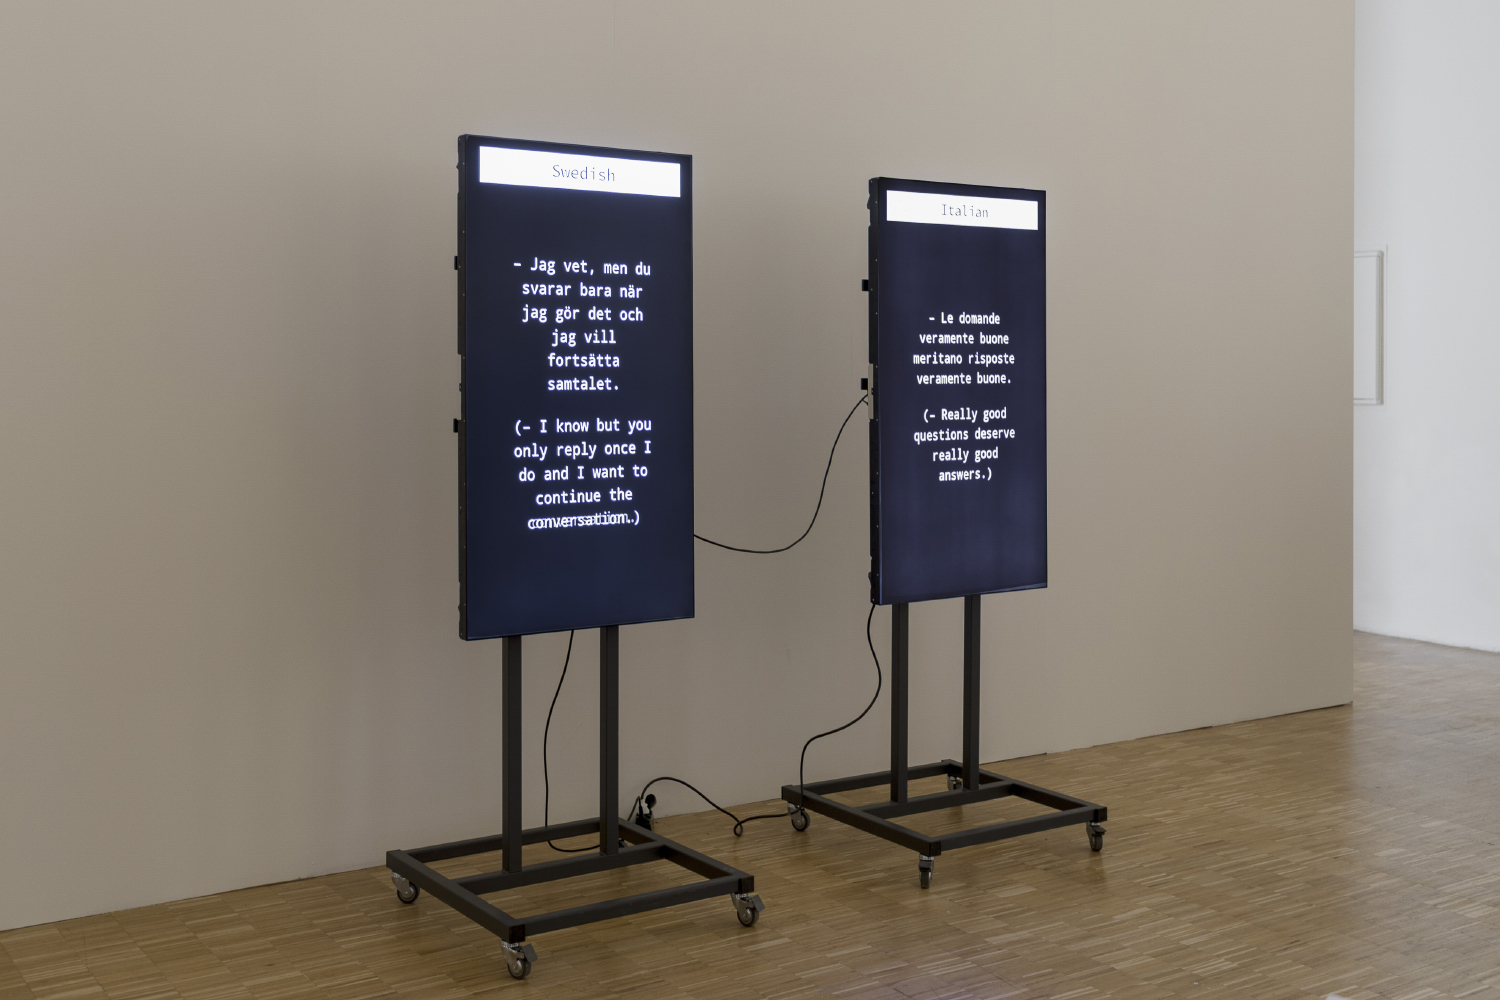 Swedish
– Jag vet, men du
svarar bara när
jag gör det och
jag vill
fortsätta
samtalet.
(– I know but you
only reply once I
do and I want to
continue the
conversation.)
Italian
– Le domande
veramente buone
meritano risposte
veramente buone.
(– Really good
questions deserve
really good
answers.)